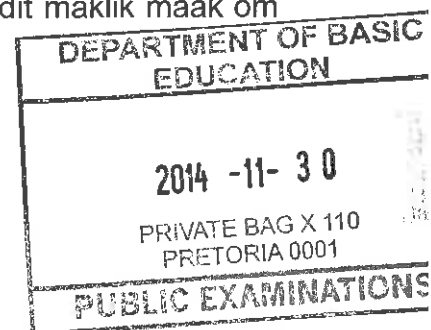 dit maklik maak om
DEPARTMENT OF BASIC
EDUCATION
2014 -11- 30
PRIVATE BAG X 110
PRETORIA 0001
PUBLIC EXAMINATIONS